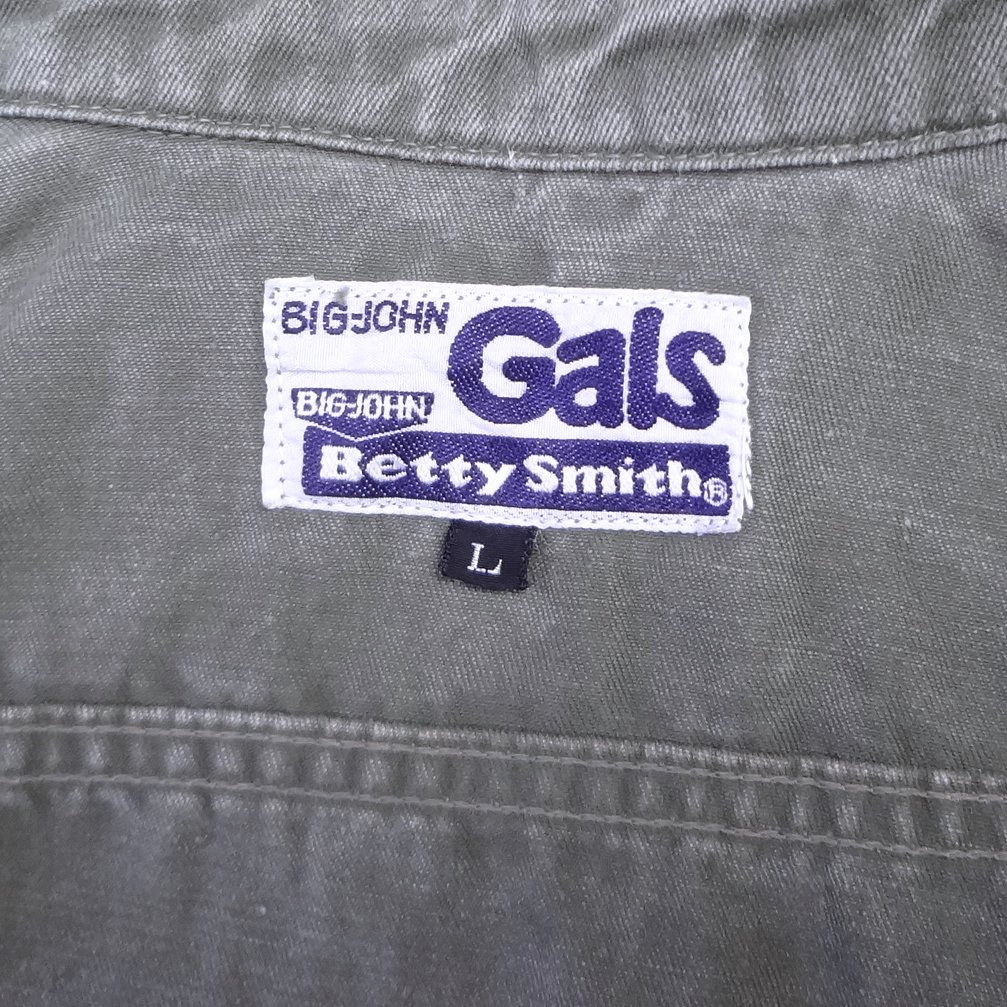 BIG-JOHN
Gals
BIG-JOHN
Betty Smith®
L